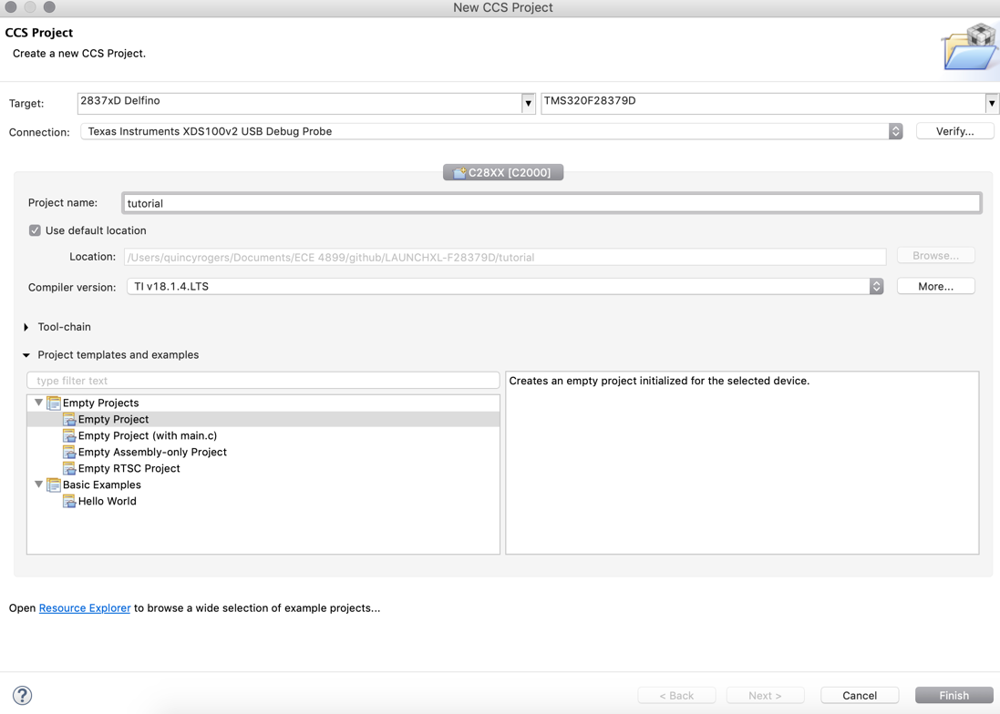 New CCS Project
CCS Project
Create a new CCS Project.
Target: 2837xD Delfino TMS320F28379D
Connection: Texas Instruments XDS100v2 USB Debug Probe Verify...
C28XX [C2000]
Project name: tutorial
Use default location
Location: /Users/quincyrogers/Documents/ECE 4899/github/LAUNCHXL-F28379D/tutorial Browse...
Compiler version: TI v18.1.4.LTS More...
Tool-chain
Project templates and examples
type filter text
Creates an empty project initialized for the selected device.
Empty Projects
Empty Project
Empty Project (with main.c)
Empty Assembly-only Project
Empty RTSC Project
Basic Examples
Hello World
Open Resource Explorer to browse a wide selection of example projects...
? < Back Next > Cancel Finish